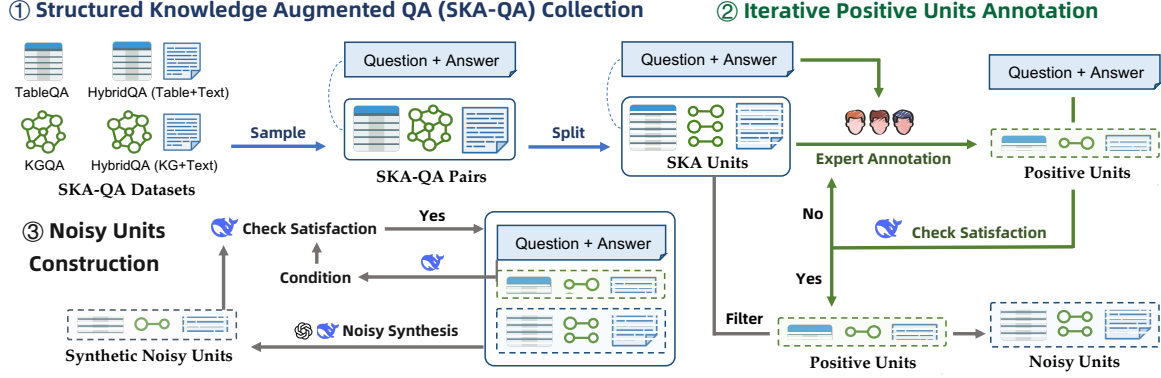 ① Structured Knowledge Augmented QA (SKA-QA) Collection
TableQA
HybridQA (Table+Text)
KGQA
HybridQA (KG+Text)
SKA-QA Datasets
Sample
Question + Answer
SKA-QA Pairs
Split
② Iterative Positive Units Annotation
Question + Answer
SKA Units
Expert Annotation
Question + Answer
Positive Units
No
Check Satisfaction
Yes
Filter
Positive Units
Noisy Units
③ Noisy Units
Construction
Check Satisfaction
Yes
Condition
Question + Answer
Noisy Synthesis
Synthetic Noisy Units